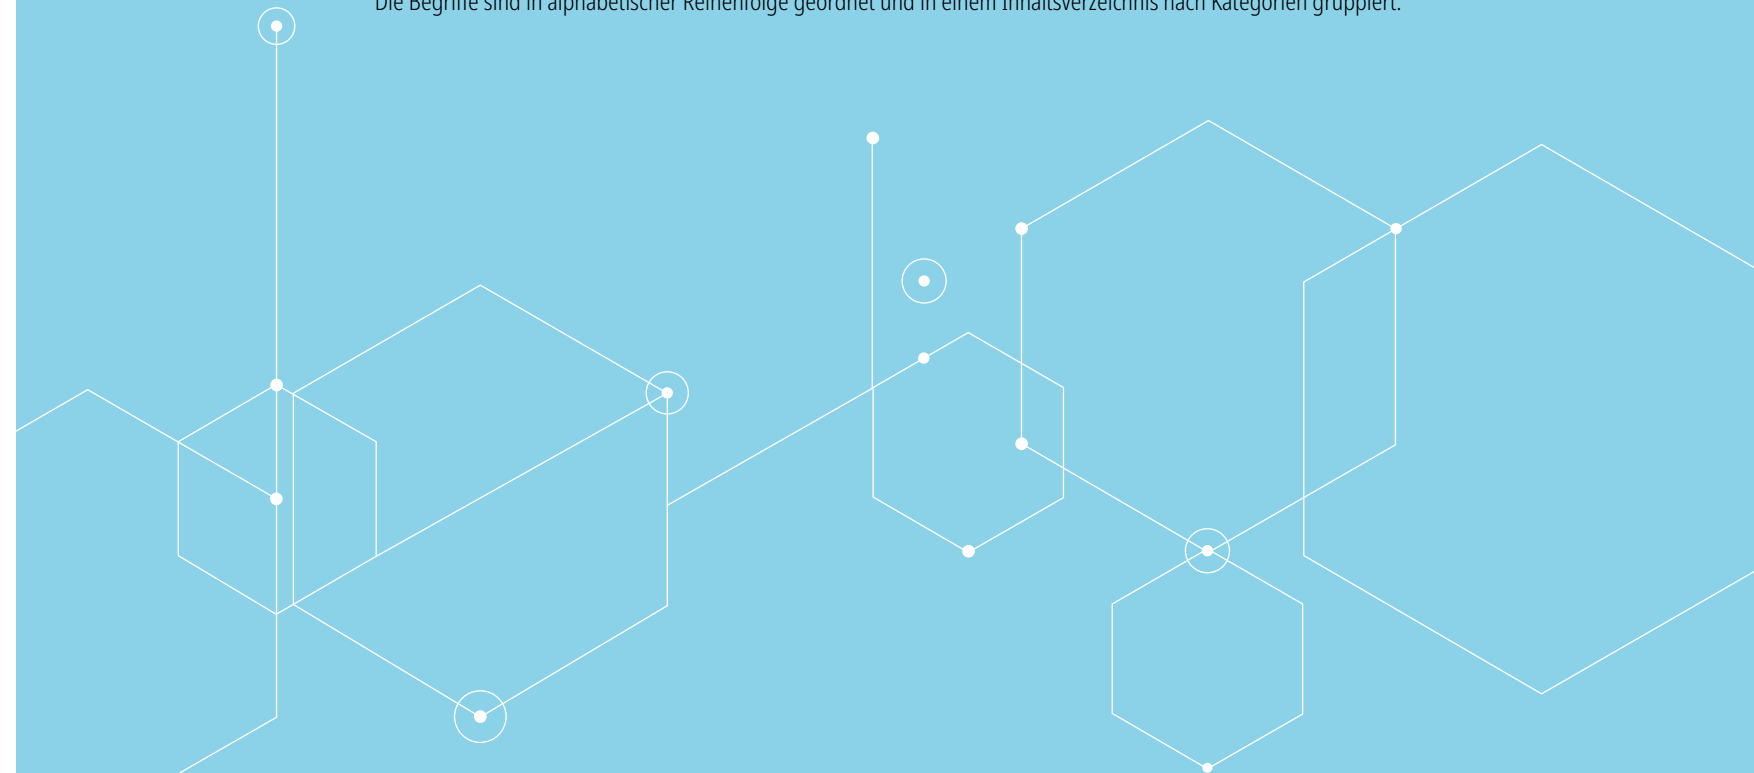 Die Begriffe sind in alphabetischer Reihenfolge geordnet und in einem Inhaltsverzeichnis nach Kategorien gruppiert.